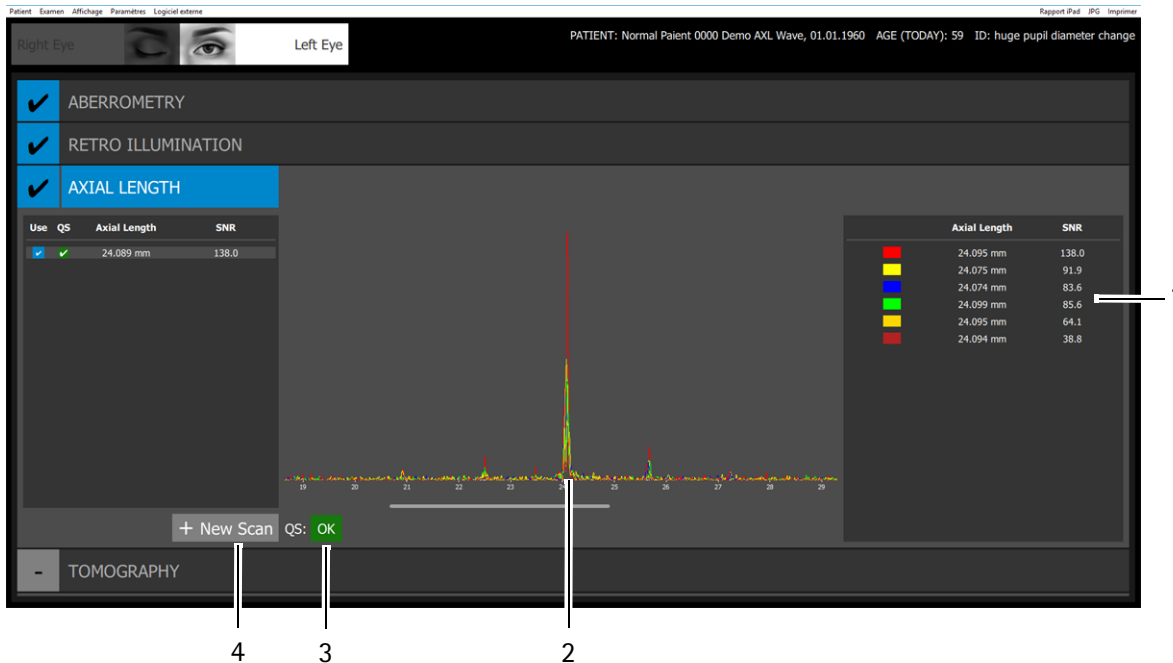 Patient Examen Affichage Paramètres Logiciel externe Rapport iPad JPG Imprimer
Right Eye Left Eye PATIENT: Normal Paient 0000 Demo AXL Wave, 01.01.1960 AGE (TODAY): 59 ID: huge pupil diameter change
ABERROMETRY
RETRO ILLUMINATION
AXIAL LENGTH
Use QS Axial Length SNR
24.089 mm 138.0
Axial Length SNR
24.095 mm 138.0
24.075 mm 91.9
24.074 mm 83.6
24.099 mm 85.6
24.095 mm 64.1
24.094 mm 38.8
19 20 21 22 23 24 25 26 27 28 29
+ New Scan QS: OK
- TOMOGRAPHY
4 3 2